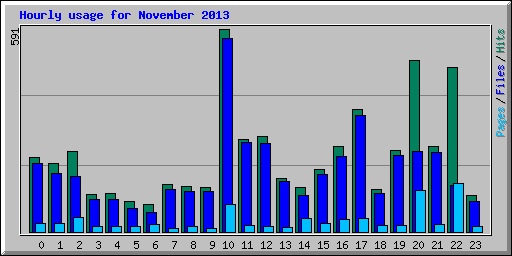 Hourly usage for November 2013
591
Pages / Files / Hits
0 1 2 3 4 5 6 7 8 9 10 11 12 13 14 15 16 17 18 19 20 21 22 23